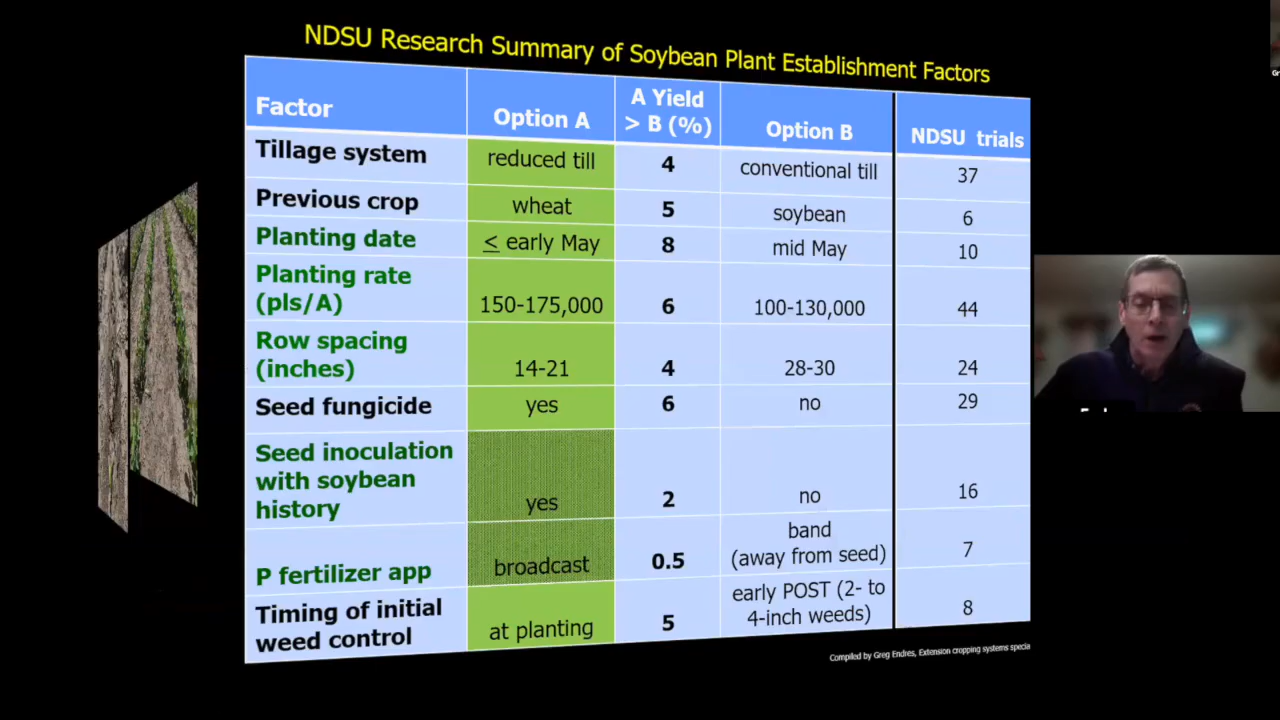 NDSU Research Summary of Soybean Plant Establishment Factors
Factor Option A A Yield > B (%) Option B NDSU trials
Tillage system reduced till 4 conventional till 37
Previous crop wheat 5 soybean 6
Planting date ≤ early May 8 mid May 10
Planting rate (pls/A) 150-175,000 6 100-130,000 44
Row spacing (inches) 14-21 4 28-30 24
Seed fungicide yes 6 no 29
Seed inoculation with soybean history yes 2 no 16
P fertilizer app broadcast 0.5 band (away from seed) 7
Timing of initial weed control at planting 5 early POST (2- to 4-inch weeds) 8
Compiled by Greg Endres, Extension cropping systems specia